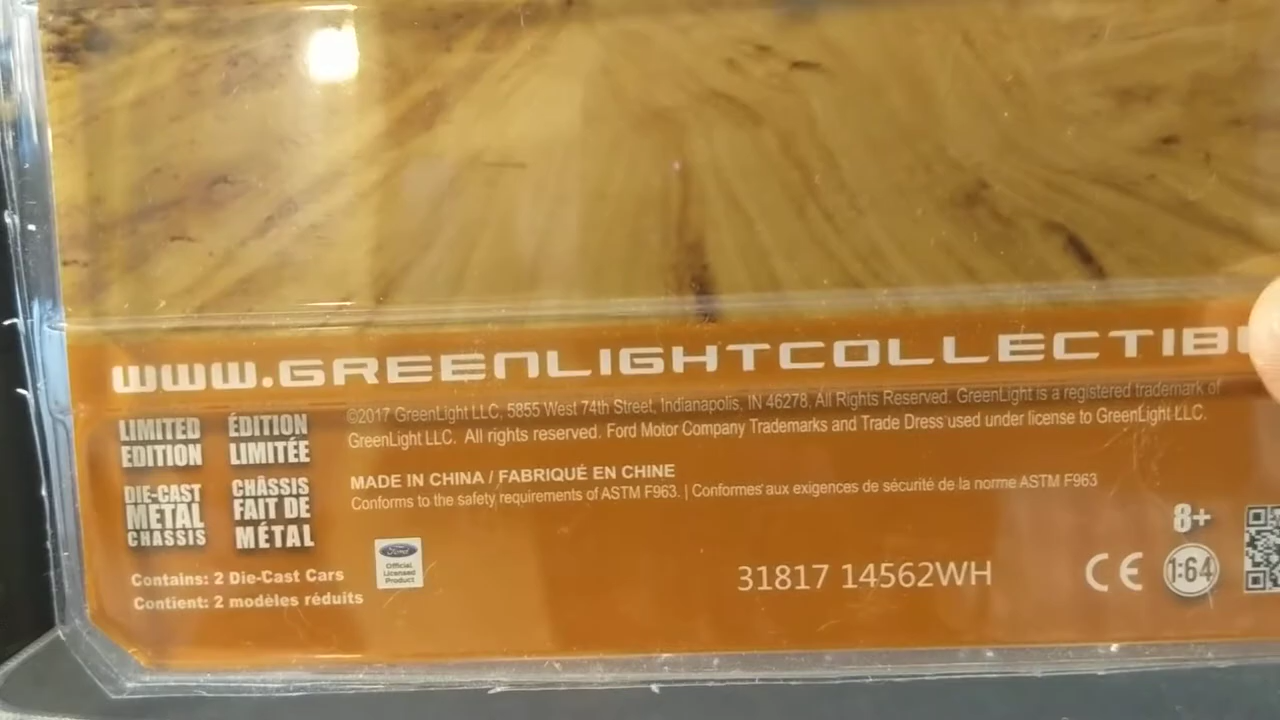 WWW.GREENLIGHTCOLLECTIB
©2017 GreenLight LLC, 5855 West 74th Street, Indianapolis, IN 46278, All Rights Reserved. GreenLight is a registered trademark of
GreenLight LLC. All rights reserved. Ford Motor Company Trademarks and Trade Dress used under license to GreenLight LLC.
LIMITED
EDITION
ÉDITION
LIMITÉE
DIE-CAST
METAL
CHASSIS
CHÂSSIS
FAIT DE
MÉTAL
MADE IN CHINA / FABRIQUÉ EN CHINE
Conforms to the safety requirements of ASTM F963. | Conformes aux exigences de sécurité de la norme ASTM F963
Contains: 2 Die-Cast Cars
Contient: 2 modèles réduits
Ford
Official
Licensed
Product
31817 14562WH
CE
8+
1:64